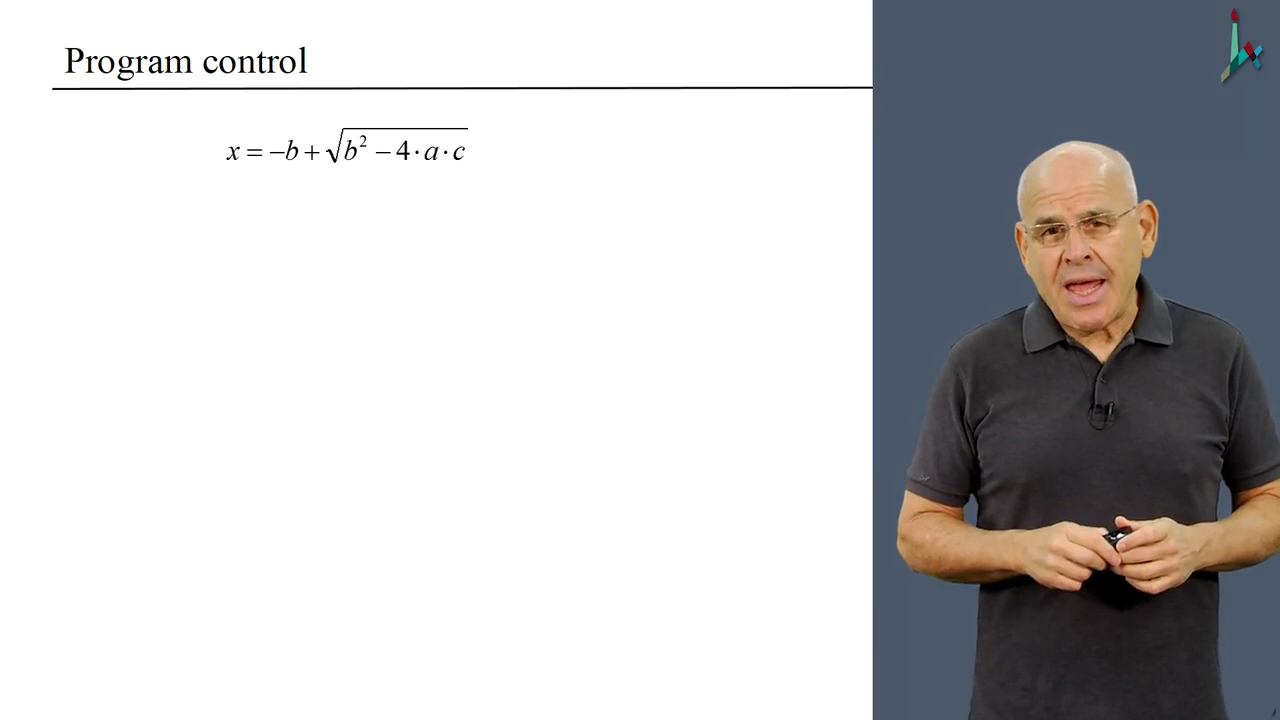 Program control
x = −b + √(b² − 4 · a · c)